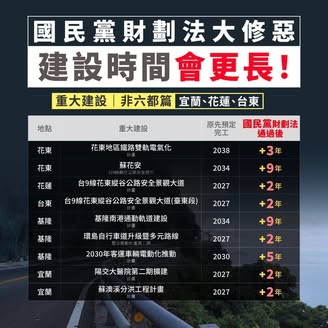 國民黨財劃法大修惡
建設時間會更長!
重大建設｜非六都篇 宜蘭、花蓮、台東
地點 重大建設 原先預定完工 國民黨財劃法通過後
花東 花東地區鐵路雙軌電氣化計畫 2038 +3年
花東 蘇花安 2034 +9年
花蓮 台9線花東縱谷公路安全景觀大道計畫 2027 +2年
台東 台9線花東縱谷公路安全景觀大道(臺東段)計畫 2027 +2年
基隆 基隆南港通勤軌道建設 2034 +9年
基隆 環島自行車道升級暨多元路線 2027 +2年
基隆 2030年客運車輛電動化推動計畫 2030 +5年
宜蘭 陽交大醫院第二期擴建 2027 +2年
宜蘭 蘇澳溪分洪工程計畫 2027 +2年